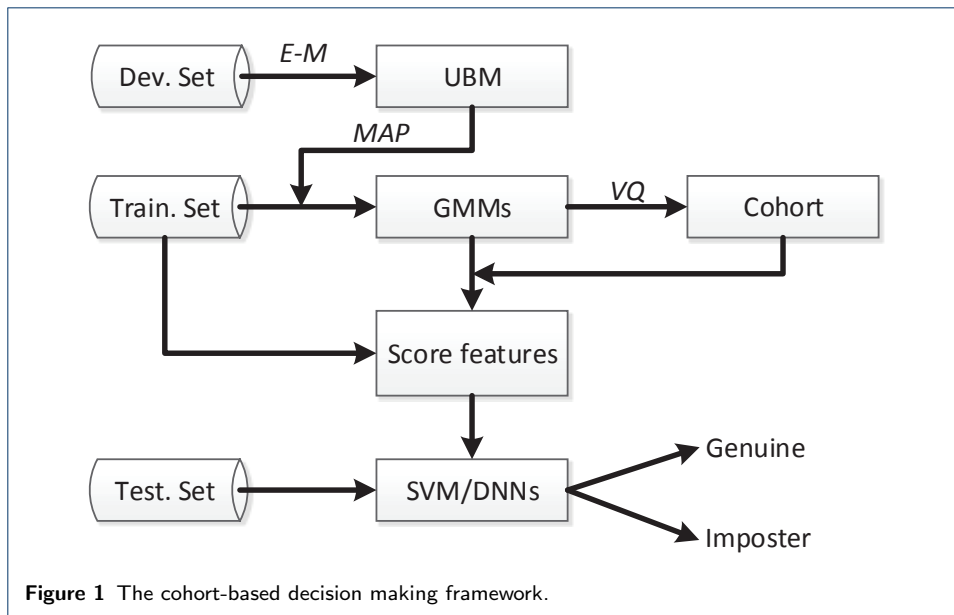 Dev. Set
E-M
UBM
MAP
Train. Set
GMMs
VQ
Cohort
Score features
Test. Set
SVM/DNNs
Genuine
Imposter
Figure 1 The cohort-based decision making framework.